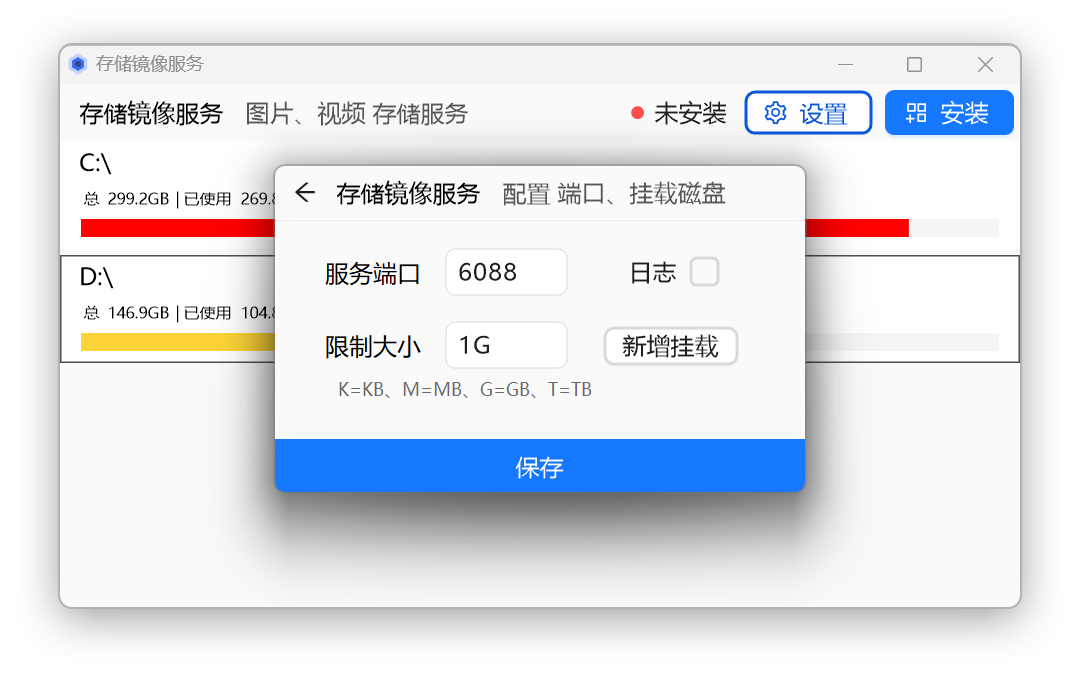 存储镜像服务
存储镜像服务 图片、视频 存储服务 未安装 设置 安装
C:\
总 299.2GB | 已使用 269.8
D:\
总 146.9GB | 已使用 104.8
存储镜像服务 配置 端口、挂载磁盘
服务端口 6088 日志
限制大小 1G 新增挂载
K=KB、M=MB、G=GB、T=TB
保存